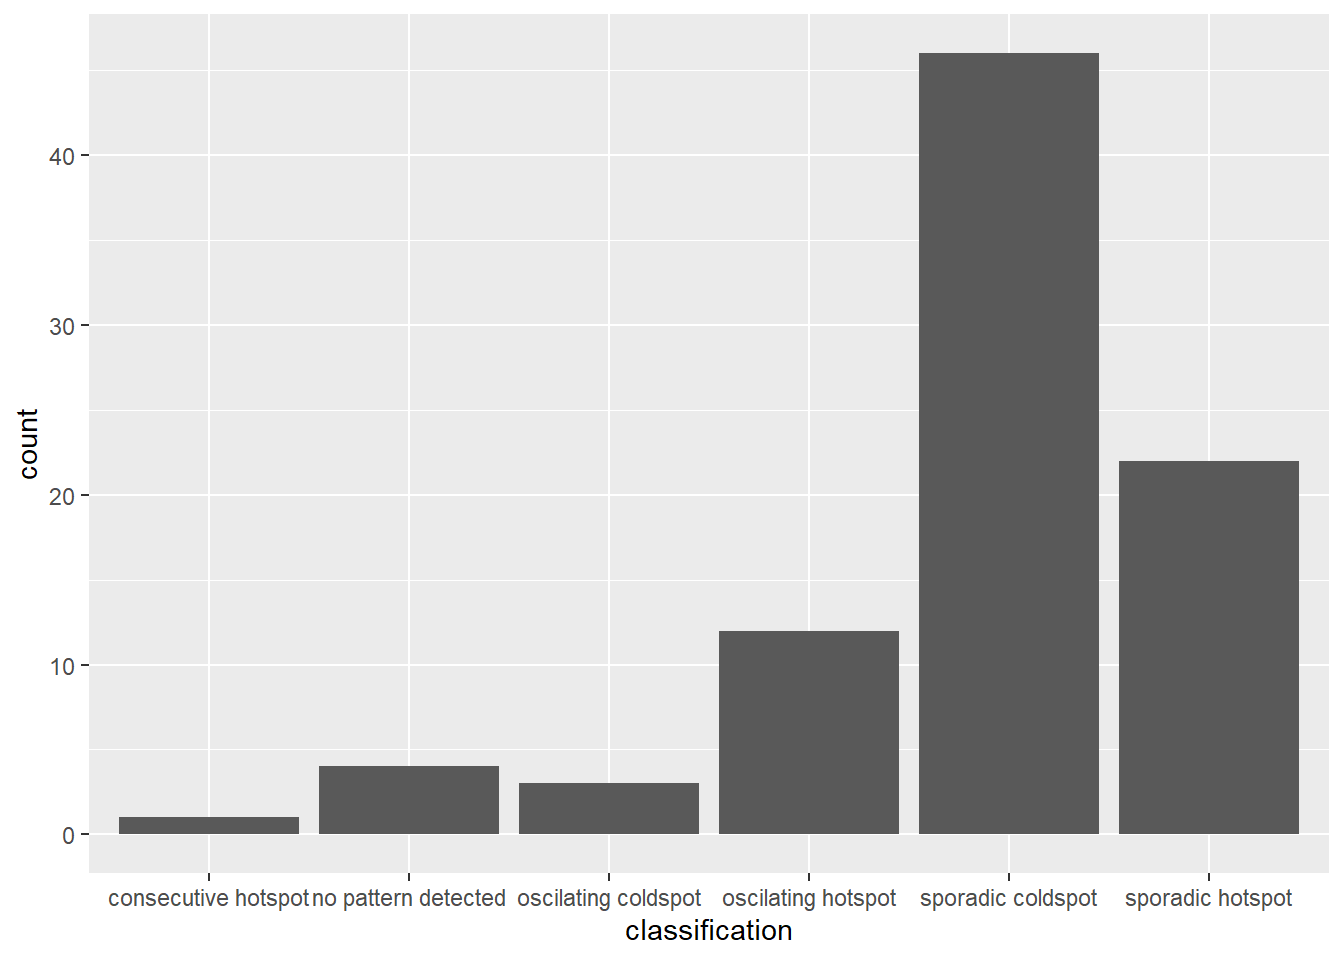 count
40
30
20
10
0
consecutive hotspot no pattern detected oscilating coldspot oscilating hotspot sporadic coldspot sporadic hotspot
classification